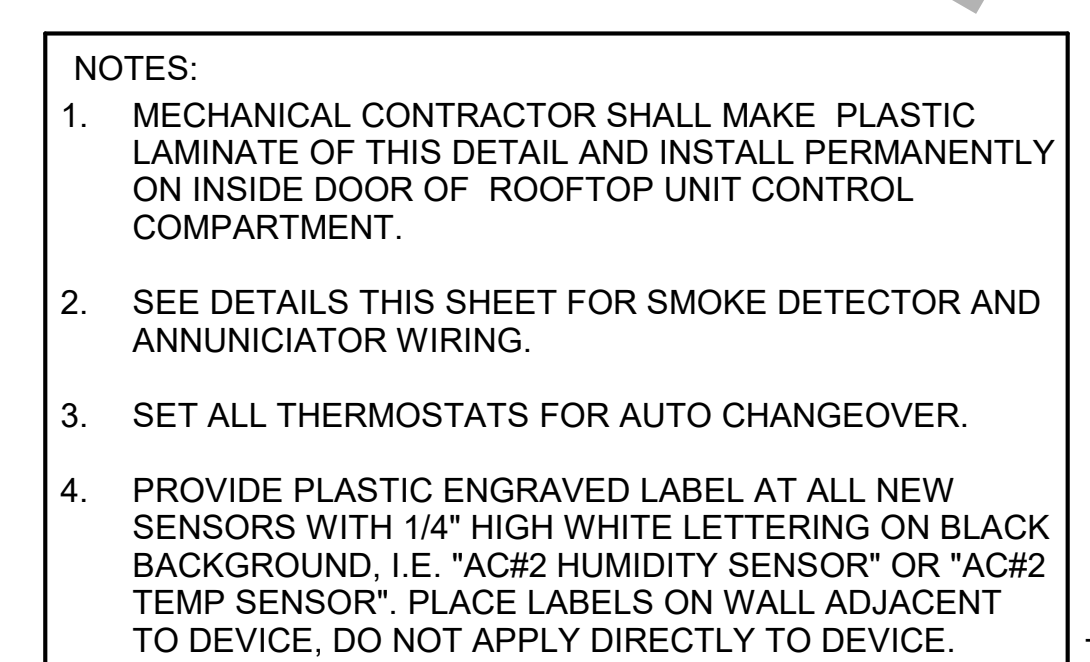 NOTES:
1. MECHANICAL CONTRACTOR SHALL MAKE PLASTIC
LAMINATE OF THIS DETAIL AND INSTALL PERMANENTLY
ON INSIDE DOOR OF ROOFTOP UNIT CONTROL
COMPARTMENT.
2. SEE DETAILS THIS SHEET FOR SMOKE DETECTOR AND
ANNUNICIATOR WIRING.
3. SET ALL THERMOSTATS FOR AUTO CHANGEOVER.
4. PROVIDE PLASTIC ENGRAVED LABEL AT ALL NEW
SENSORS WITH 1/4" HIGH WHITE LETTERING ON BLACK
BACKGROUND, I.E. "AC#2 HUMIDITY SENSOR" OR "AC#2
TEMP SENSOR". PLACE LABELS ON WALL ADJACENT
TO DEVICE, DO NOT APPLY DIRECTLY TO DEVICE.